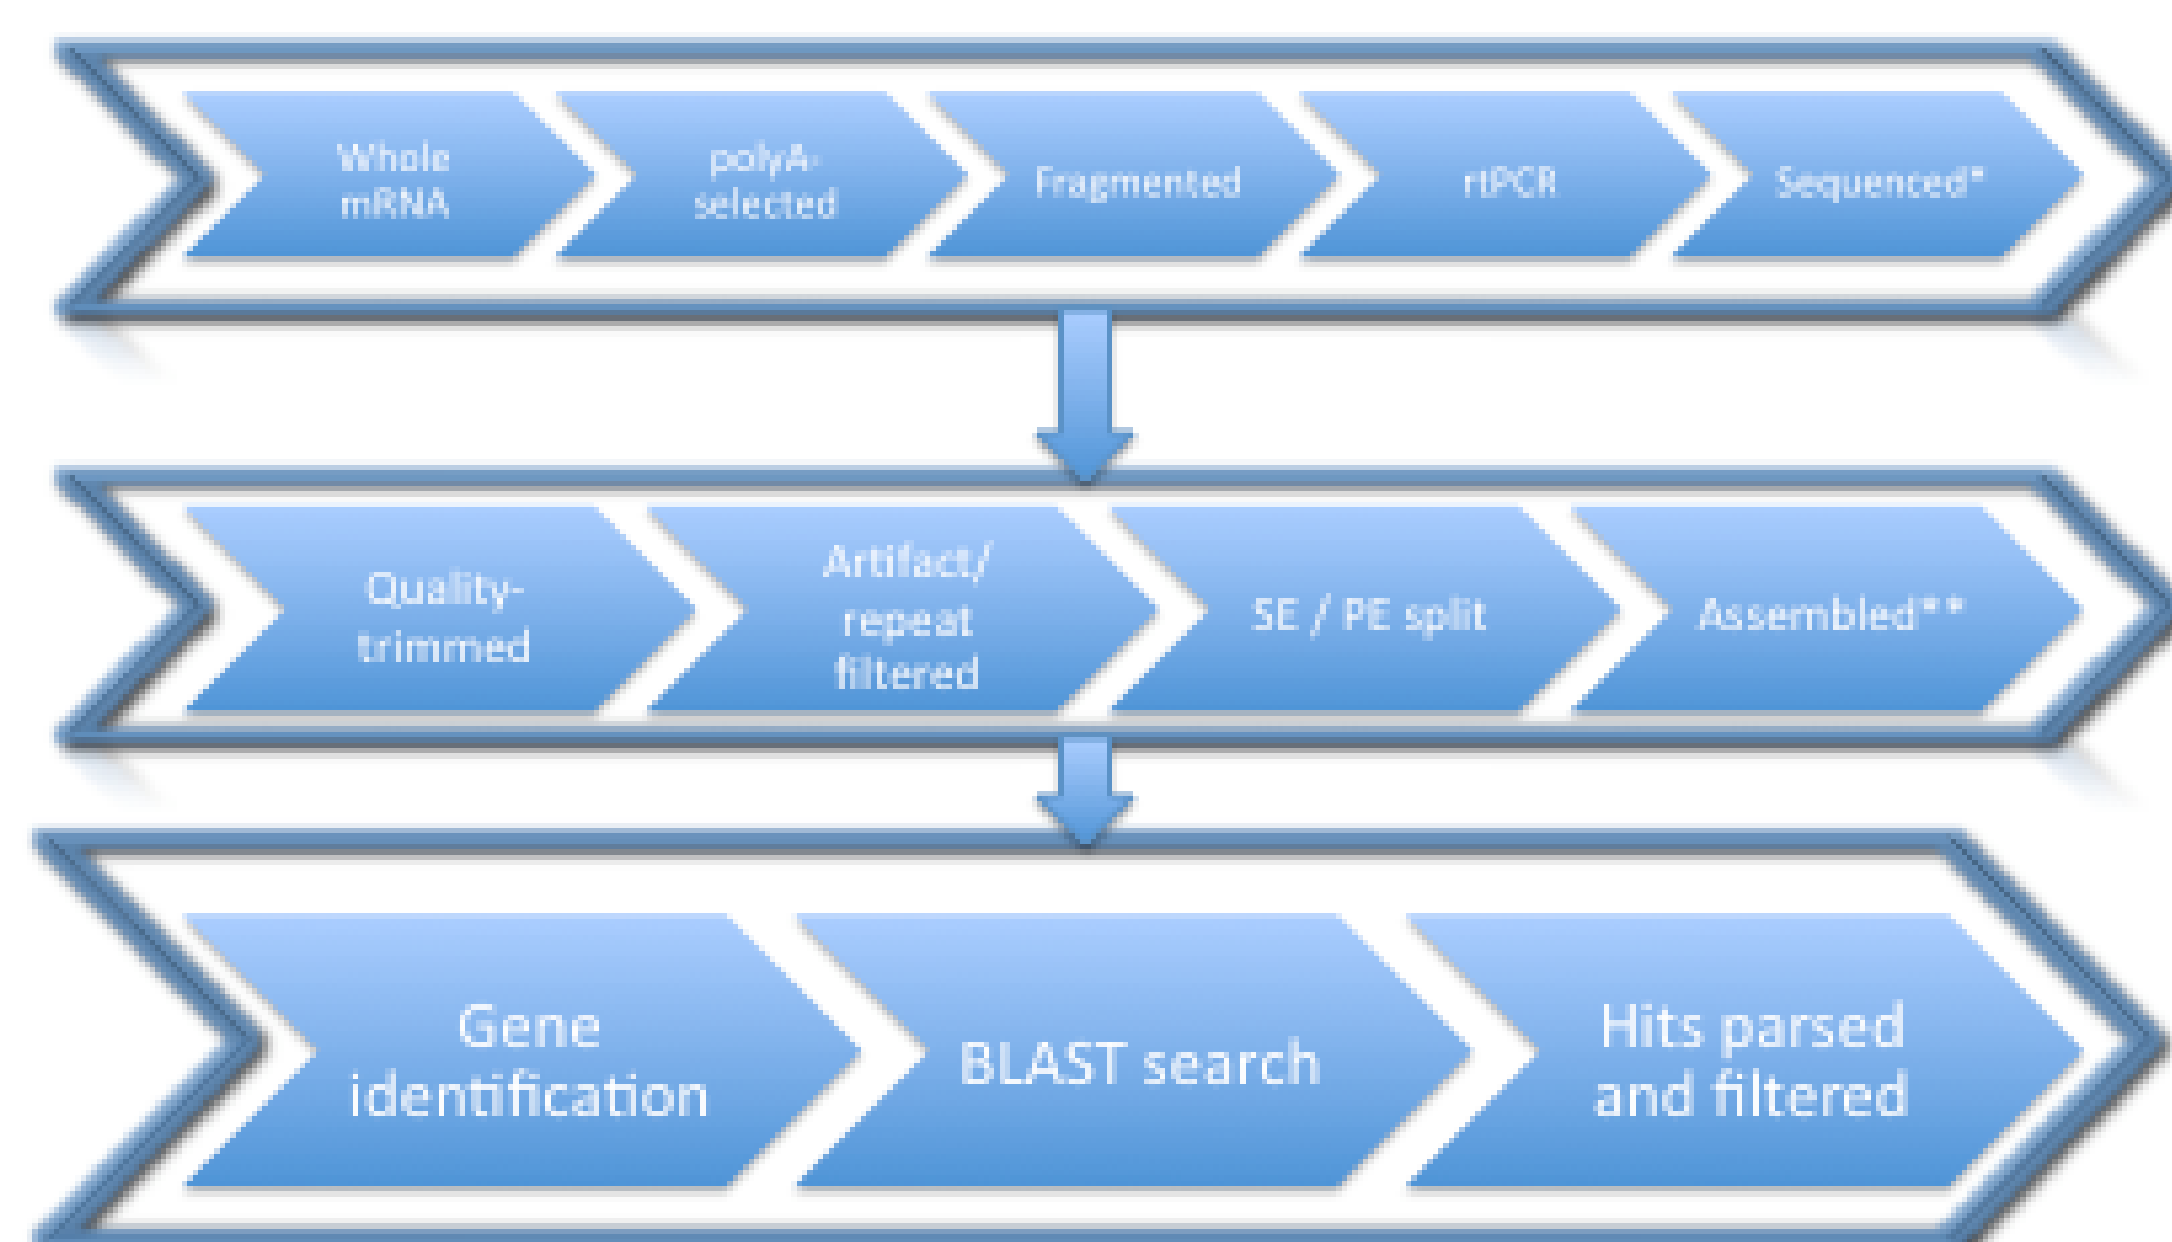 Whole
mRNA
polyA-
selected
Fragmented
rtPCR
Sequenced*
Quality-
trimmed
Artifact/
repeat
filtered
SE / PE split
Assembled**
Gene
identification
BLAST search
Hits parsed
and filtered